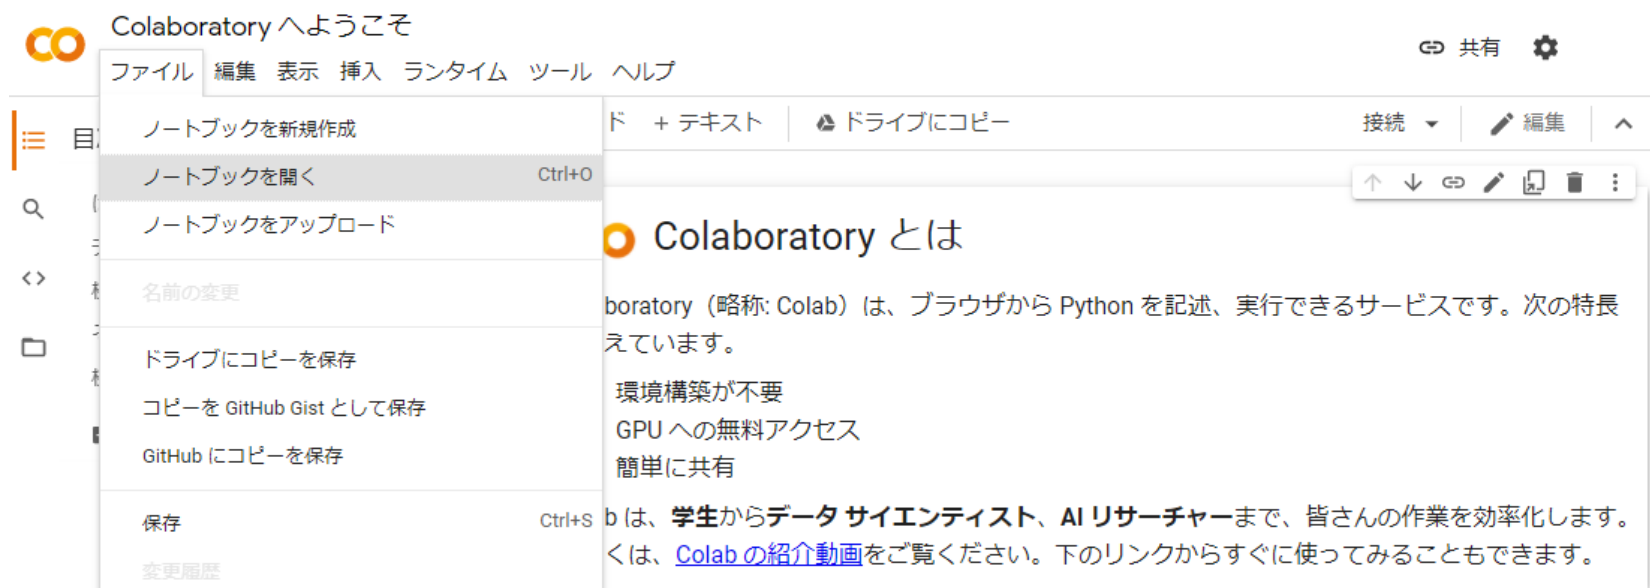 Colaboratory へようこそ
ファイル 編集 表示 挿入 ランタイム ツール ヘルプ
共有
ノートブックを新規作成
ノートブックを開く Ctrl+O
ノートブックをアップロード
名前の変更
ドライブにコピーを保存
コピーを GitHub Gist として保存
GitHub にコピーを保存
保存 Ctrl+S
変更履歴
ド + テキスト ドライブにコピー
接続 編集
Colaboratory とは
boratory（略称: Colab）は、ブラウザから Python を記述、実行できるサービスです。次の特長
えています。
環境構築が不要
GPU への無料アクセス
簡単に共有
b は、学生からデータ サイエンティスト、AI リサーチャーまで、皆さんの作業を効率化します。
くは、Colab の紹介動画をご覧ください。下のリンクからすぐに使ってみることもできます。